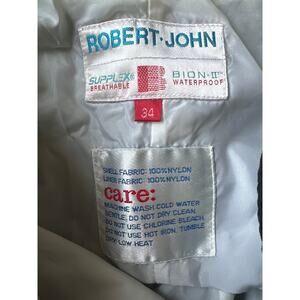 ROBERT·JOHN
SUPPLEX® BION·II™
BREATHABLE WATERPROOF
34
SHELL FABRIC: 100%NYLON
LINER FABRIC: 100%NYLON
care:
MACHINE WASH COLD WATER
GENTLE, DO NOT DRY CLEAN.
DO NOT USE CHLORINE BLEACH.
DO NOT USE HOT IRON, TUMBLE
DRY, LOW HEAT